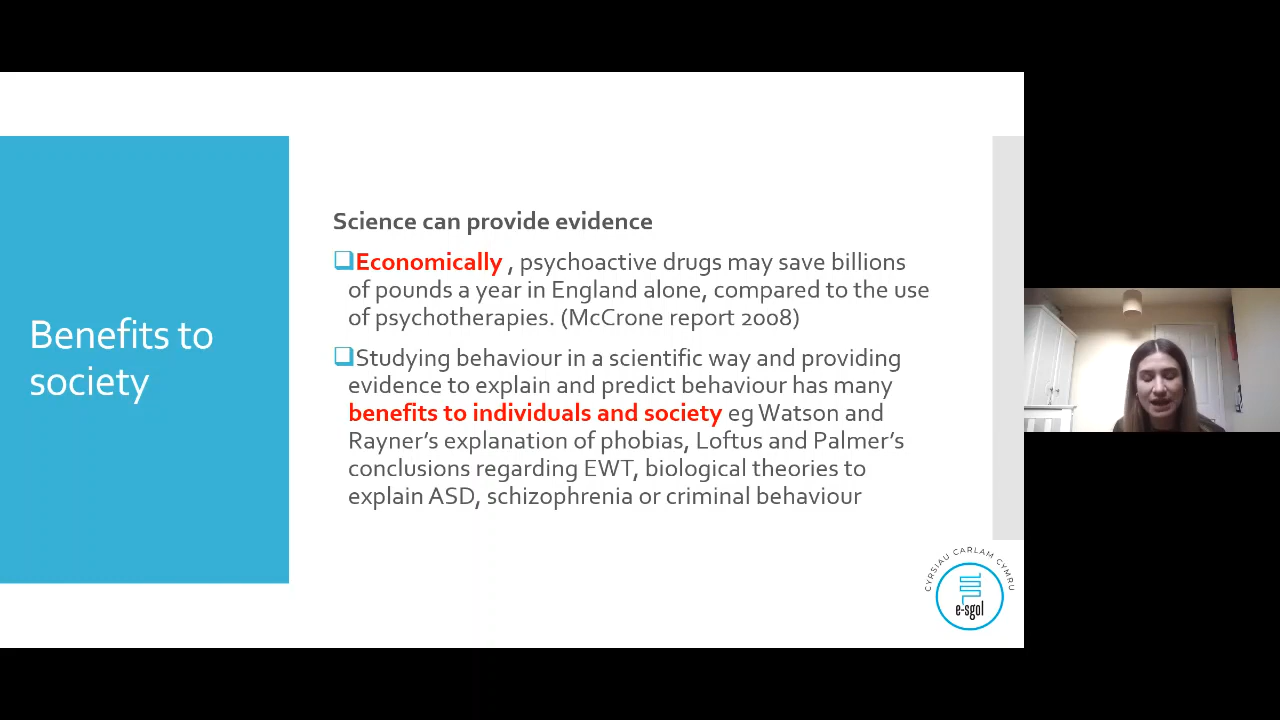 Benefits to
society
Science can provide evidence
Economically , psychoactive drugs may save billions
of pounds a year in England alone, compared to the use
of psychotherapies. (McCrone report 2008)
Studying behaviour in a scientific way and providing
evidence to explain and predict behaviour has many
benefits to individuals and society eg Watson and
Rayner's explanation of phobias, Loftus and Palmer's
conclusions regarding EWT, biological theories to
explain ASD, schizophrenia or criminal behaviour
CYRSIAU CARLAM CYMRU
e-sgol